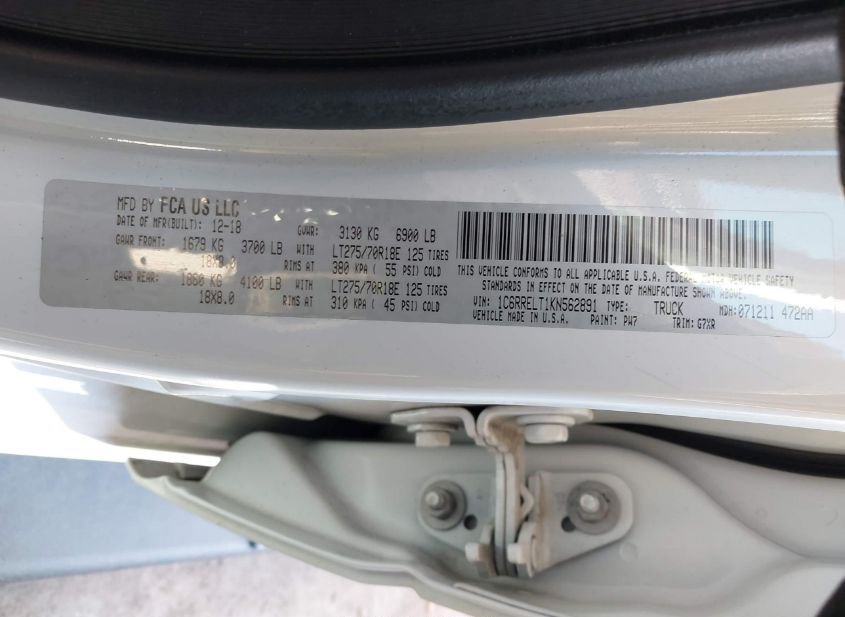 MFD BY FCA US LLC
DATE OF MFR(BUILT): 12-18 GVWR: 3130 KG 6900 LB
GAWR FRONT: 1679 KG 3700 LB WITH LT275/70R18E 125 TIRES
18X8.0 RIMS AT 380 KPA ( 55 PSI) COLD
GAWR REAR: 1860 KG 4100 LB WITH LT275/70R18E 125 TIRES
18X8.0 RIMS AT 310 KPA ( 45 PSI) COLD
THIS VEHICLE CONFORMS TO ALL APPLICABLE U.S.A. FEDERAL MOTOR VEHICLE SAFETY
STANDARDS IN EFFECT ON THE DATE OF MANUFACTURE SHOWN ABOVE.
VIN: 1C6RRELT1KN562891 TYPE: TRUCK MDH: 071211 472AA
VEHICLE MADE IN U.S.A. PAINT: PW7 TRIM: G7XR